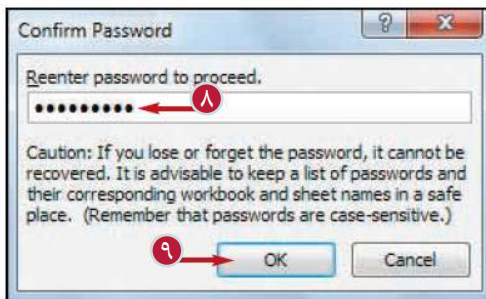 Confirm Password
Reenter password to proceed.
•••••••••
٨
Caution: If you lose or forget the password, it cannot be
recovered. It is advisable to keep a list of passwords and
their corresponding workbook and sheet names in a safe
place. (Remember that passwords are case-sensitive.)
٩
OK Cancel